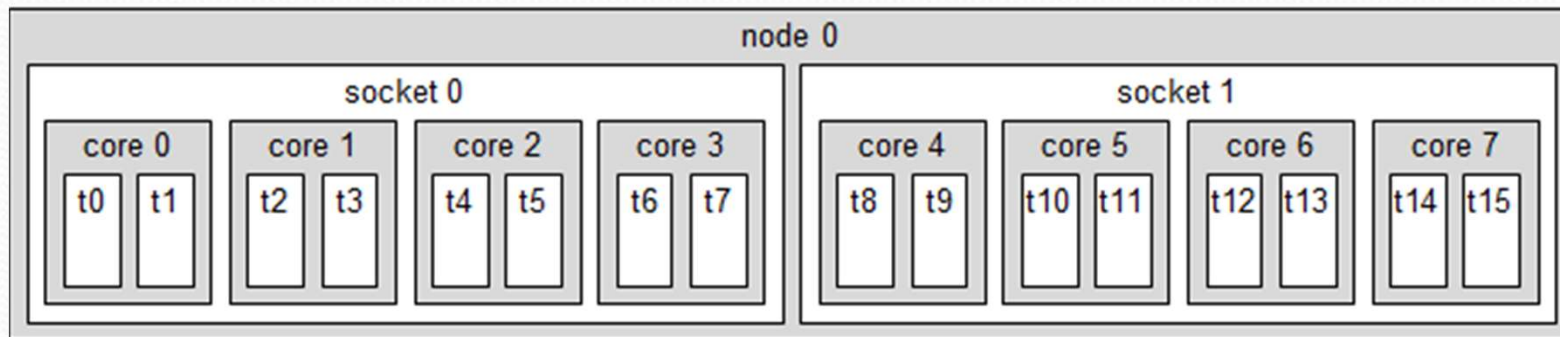 node 0
socket 0 socket 1
core 0 core 1 core 2 core 3 core 4 core 5 core 6 core 7
t0 t1 t2 t3 t4 t5 t6 t7 t8 t9 t10 t11 t12 t13 t14 t15